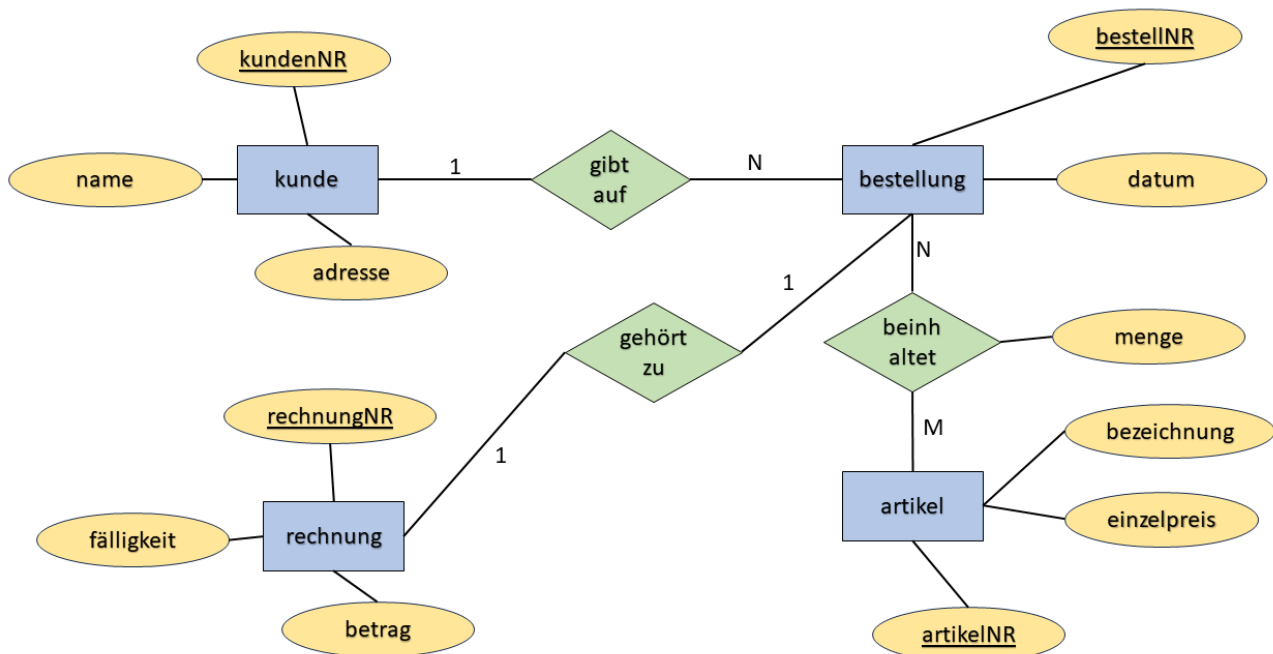 bestellNR
kundenNR
name
kunde
1
gibt
auf
N
bestellung
datum
adresse
N
1
gehört
zu
beinh
altet
menge
rechnungNR
1
M
bezeichnung
artikel
einzelpreis
fälligkeit
rechnung
betrag
artikelNR